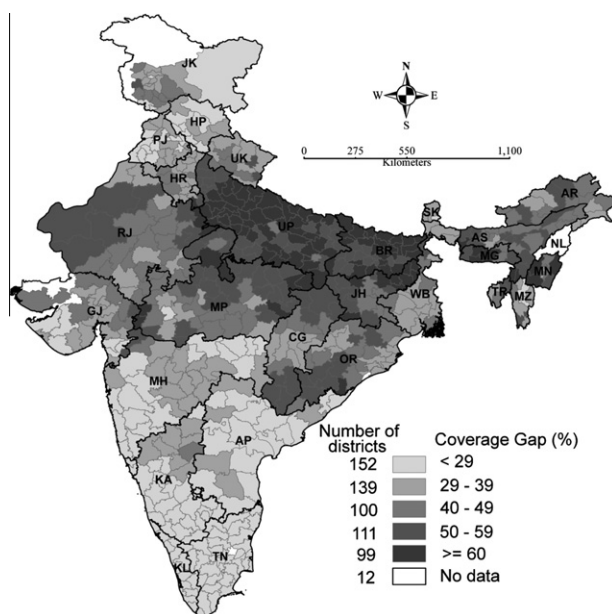 JK
N
W E
S
HP
PJ
UK
0 275 550 1,100
Kilometers
HR
AR
RJ
UP
SK
AS
NL
BR
MG
MN
GJ
MP
JH
WB
TR
MZ
CG
OR
MH
AP
KA
TN
KL
Number of districts
Coverage Gap (%)
152 < 29
139 29 - 39
100 40 - 49
111 50 - 59
99 >= 60
12 No data